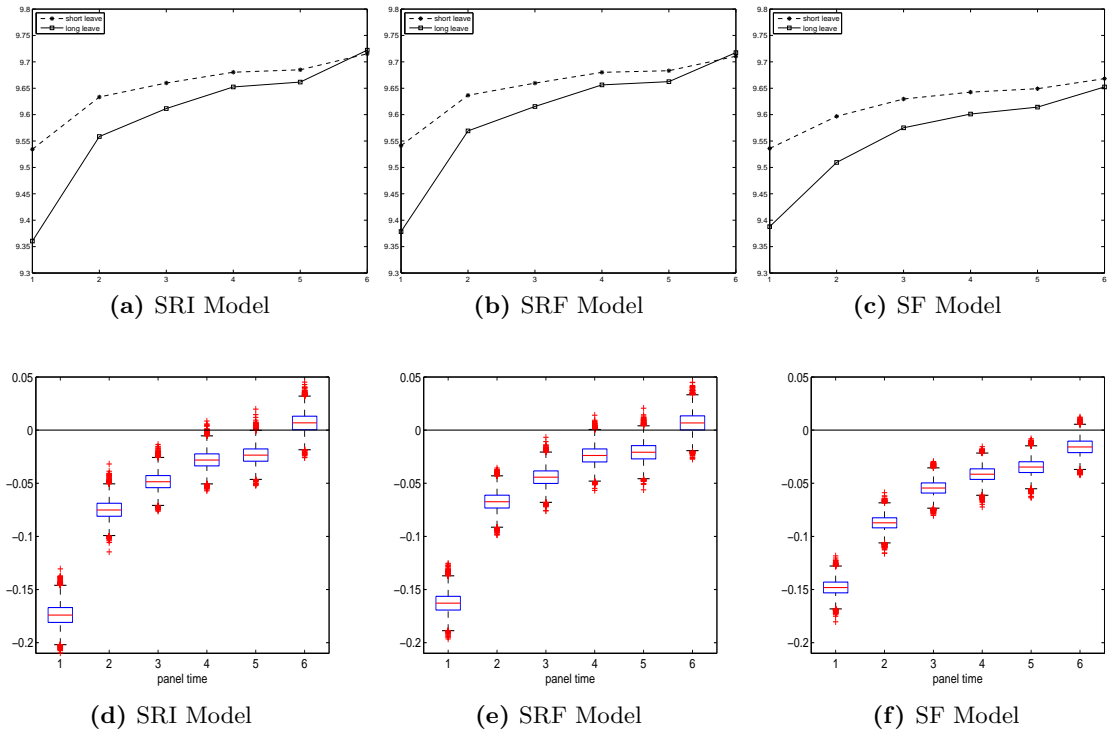 9.8 9.8 9.8
short leave short leave short leave
long leave long leave long leave
9.75 9.75 9.75
9.7 9.7 9.7
9.65 9.65 9.65
9.6 9.6 9.6
9.55 9.55 9.55
9.5 9.5 9.5
9.45 9.45 9.45
9.4 9.4 9.4
9.35 9.35 9.35
9.3 9.3 9.3
1 2 3 4 5 6 1 2 3 4 5 6 1 2 3 4 5 6
(a) SRI Model (b) SRF Model (c) SF Model
0.05 0.05 0.05
0 0 0
−0.05 −0.05 −0.05
−0.1 −0.1 −0.1
−0.15 −0.15 −0.15
−0.2 −0.2 −0.2
1 2 3 4 5 6 1 2 3 4 5 6 1 2 3 4 5 6
panel time panel time panel time
(d) SRI Model (e) SRF Model (f) SF Model